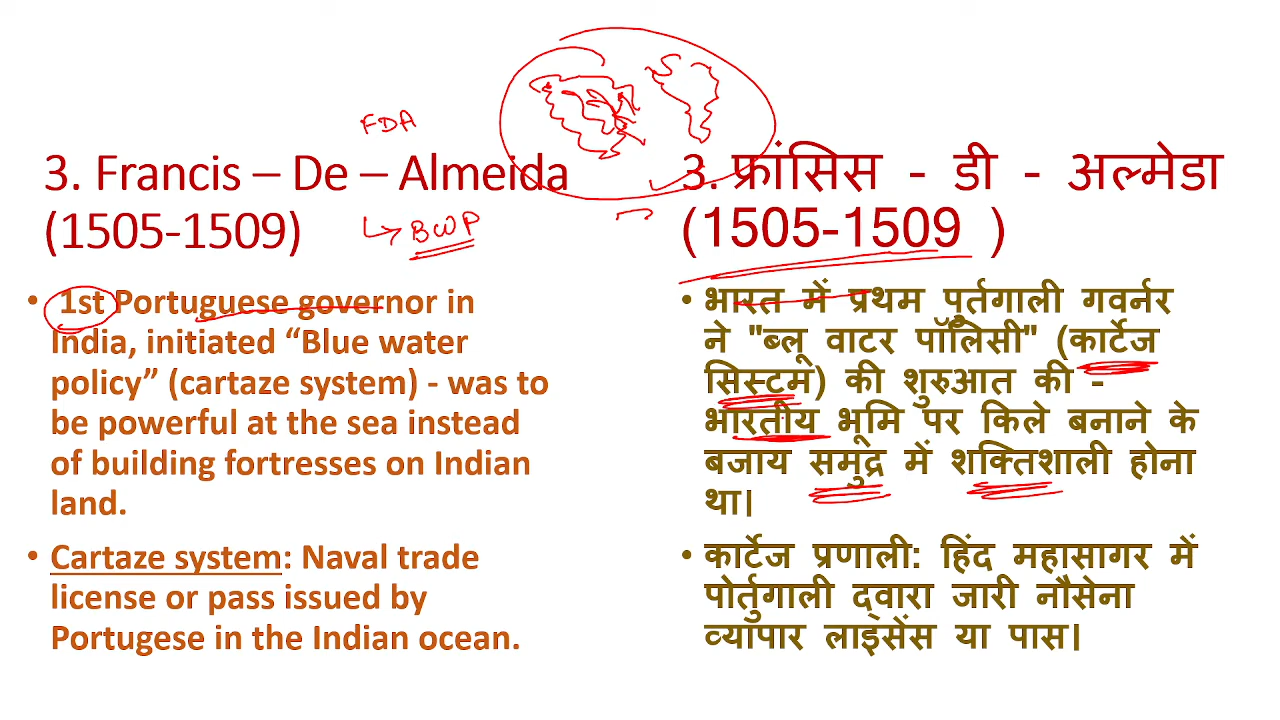 FDA
3. Francis – De – Almeida
(1505-1509)
BWP
• 1st Portuguese governor in
India, initiated “Blue water
policy” (cartaze system) - was to
be powerful at the sea instead
of building fortresses on Indian
land.
• Cartaze system: Naval trade
license or pass issued by
Portugese in the Indian ocean.
3. फ्रांसिस - डी - अल्मेडा
(1505-1509 )
• भारत में प्रथम पुर्तगाली गवर्नर
ने "ब्लू वाटर पॉलिसी" (कार्टेज
सिस्टम) की शुरुआत की -
भारतीय भूमि पर किले बनाने के
बजाय समुद्र में शक्तिशाली होना
था।
• कार्टेज प्रणाली: हिंद महासागर में
पोर्तुगाली द्वारा जारी नौसेना
व्यापार लाइसेंस या पास।